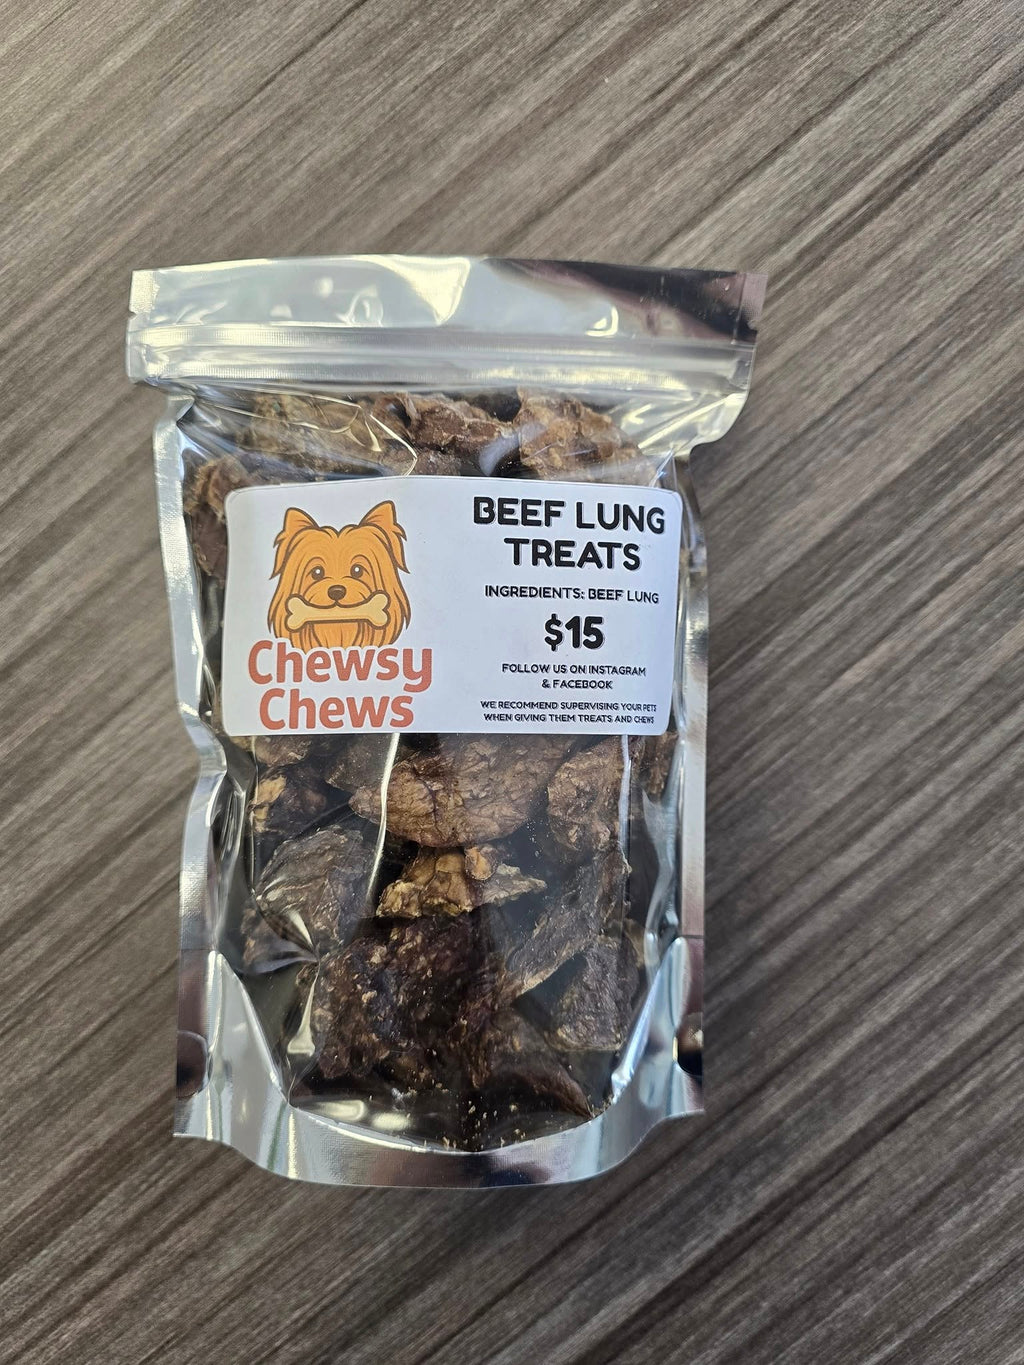 Chewsy
Chews
BEEF LUNG
TREATS
INGREDIENTS: BEEF LUNG
$15
FOLLOW US ON INSTAGRAM
& FACEBOOK
WE RECOMMEND SUPERVISING YOUR PETS
WHEN GIVING THEM TREATS AND CHEWS